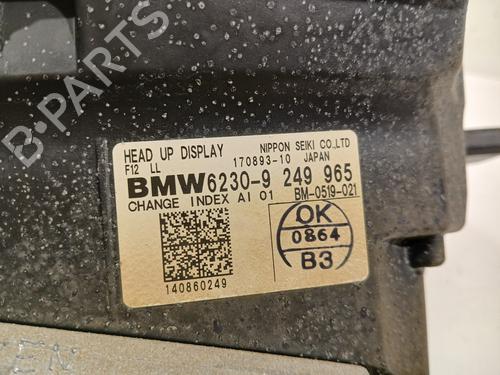 B-PARTS
HEAD UP DISPLAY NIPPON SEIKI CO.,LTD
F12 LL 170893-10 JAPAN
BMW 6230-9 249 965
CHANGE INDEX AI 01 BM-0519-021
OK
0864
B3
140860249